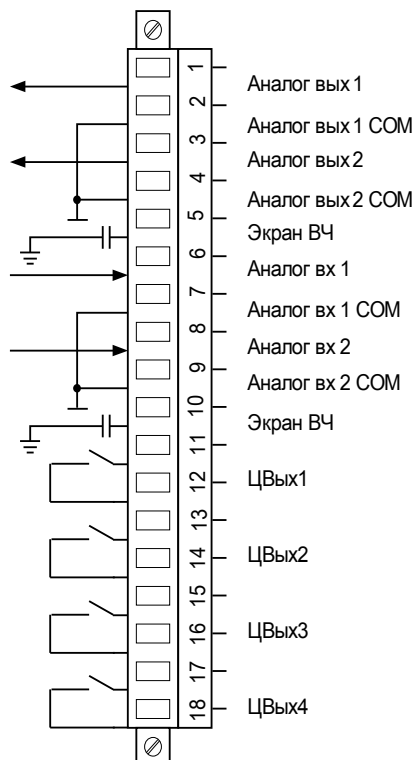 1
Аналог вых 1
2
Аналог вых 1 COM
3
Аналог вых 2
4
Аналог вых 2 COM
5
Экран ВЧ
6
Аналог вх 1
7
Аналог вх 1 COM
8
Аналог вх 2
9
Аналог вх 2 COM
10
Экран ВЧ
11
12
ЦВых1
13
14
ЦВых2
15
16
ЦВых3
17
18
ЦВых4